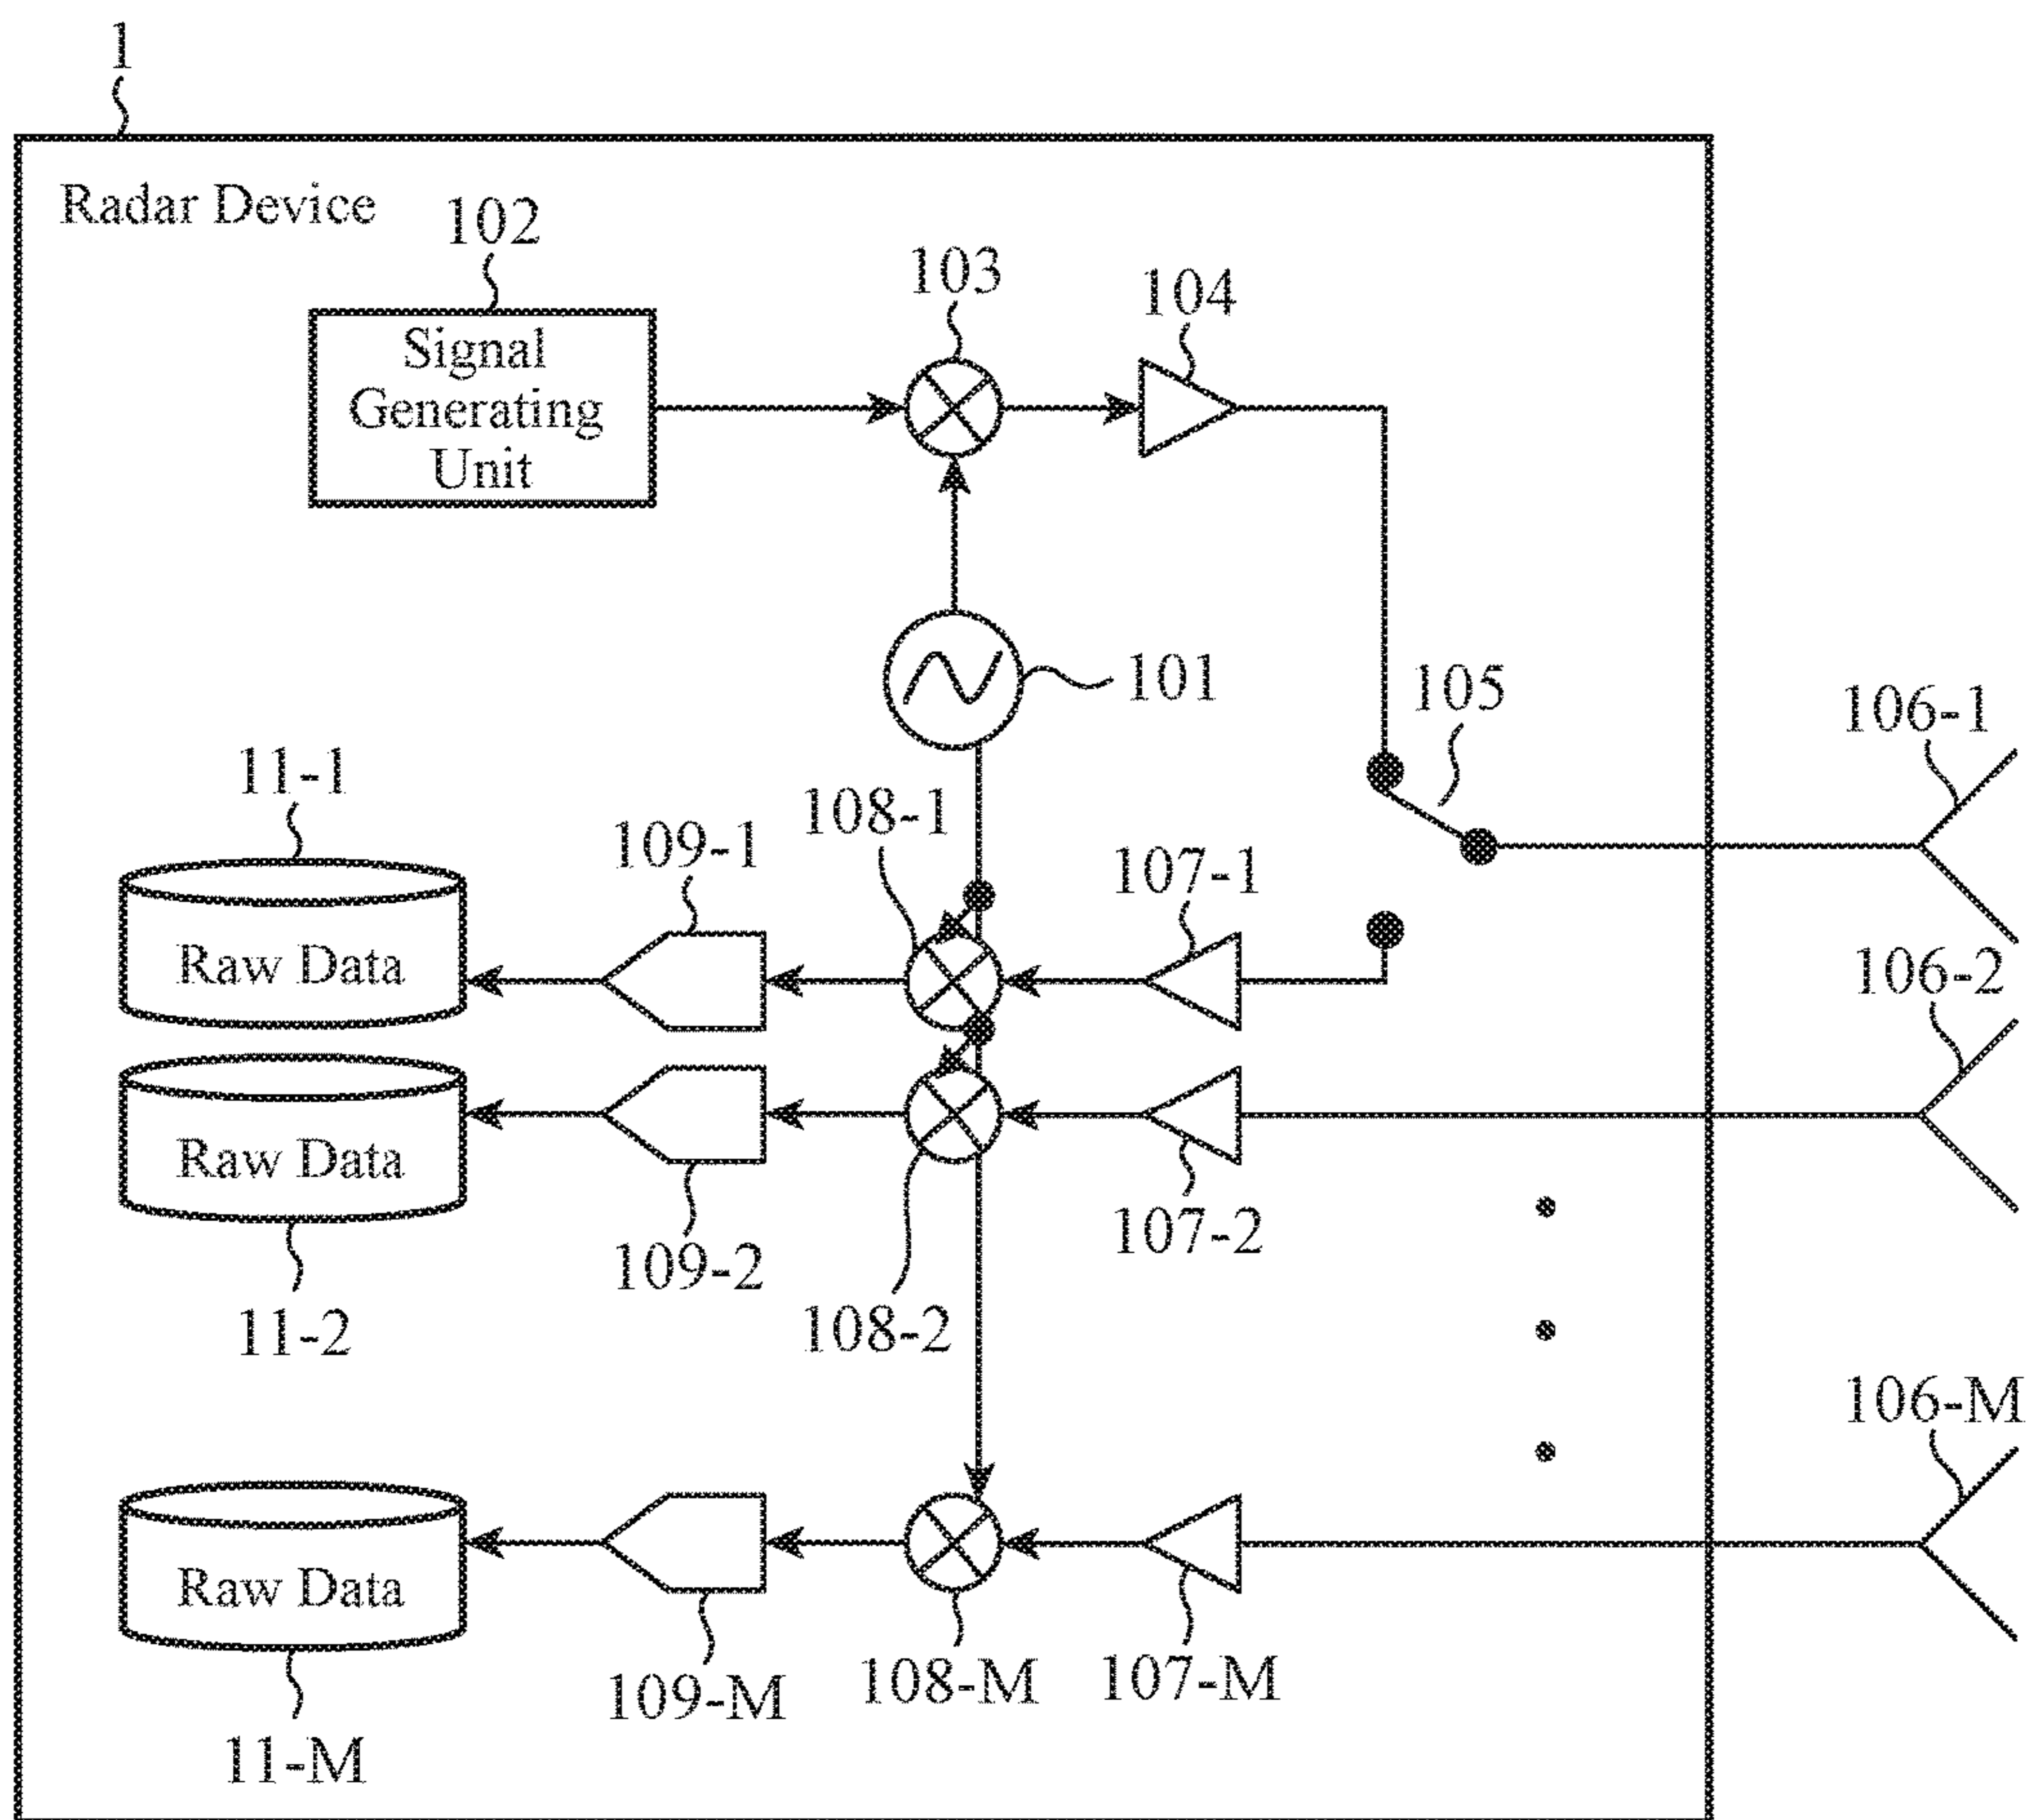 1
Radar Device
102
103
104
Signal
Generating
Unit
101
105
106-1
11-1
108-1
109-1
107-1
Raw Data
106-2
Raw Data
107-2
109-2
11-2
108-2
106-M
Raw Data
109-M
108-M
107-M
11-M